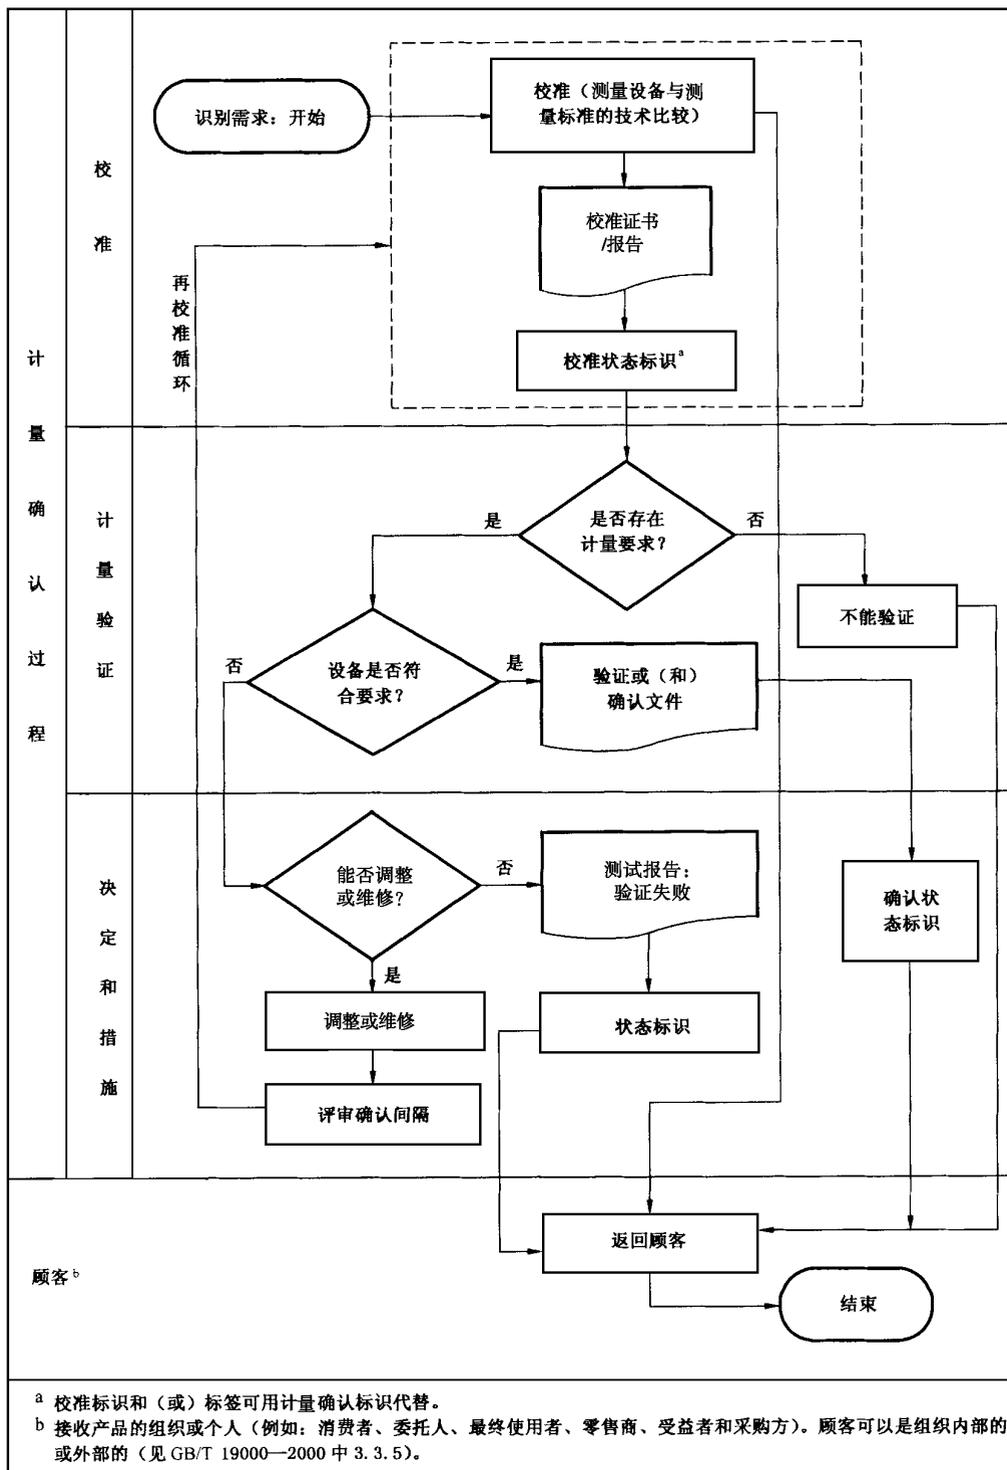 计量确认过程
校准
识别需求：开始
校准（测量设备与测
量标准的技术比较）
校准证书
/报告
校准状态标识a
再校准循环
计量验证
是否存在
计量要求？
是
否
不能验证
设备是否符
合要求？
否
是
验证或（和）
确认文件
决定和措施
能否调整
或维修？
否
是
测试报告：
验证失败
确认状
态标识
调整或维修
状态标识
评审确认间隔
返回顾客
顾客b
结束
a 校准标识和（或）标签可用计量确认标识代替。
b 接收产品的组织或个人（例如：消费者、委托人、最终使用者、零售商、受益者和采购方）。顾客可以是组织内部的
或外部的（见 GB/T 19000—2000 中 3.3.5）。